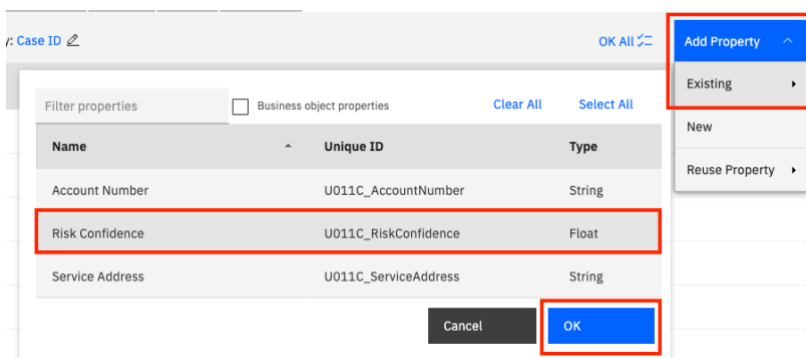 y: Case ID OK All Add Property
Existing
Filter properties Business object properties Clear All Select All
New
Name Unique ID Type
Reuse Property
Account Number U011C_AccountNumber String
Risk Confidence U011C_RiskConfidence Float
Service Address U011C_ServiceAddress String
Cancel OK